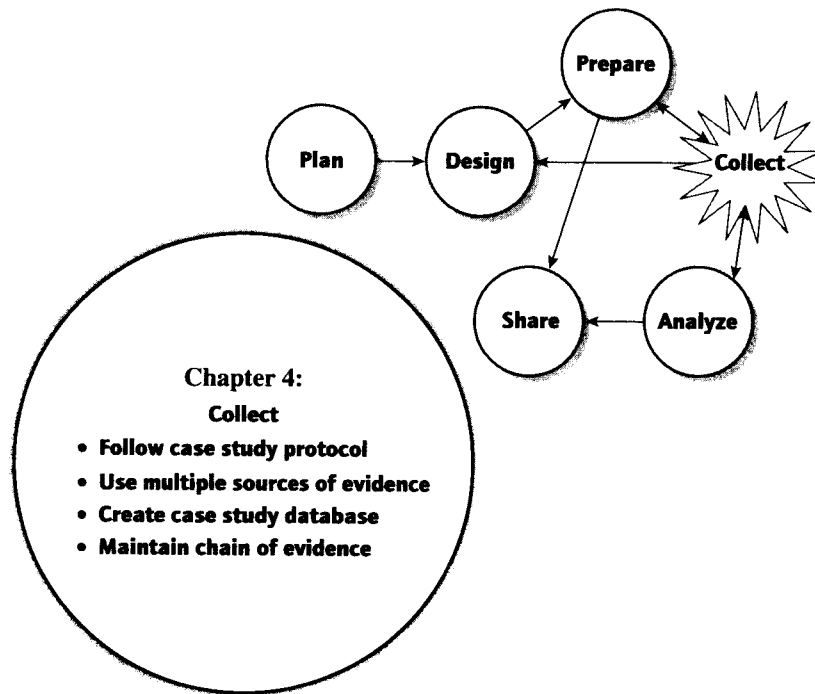 Prepare
Plan
Design
Collect
Share
Analyze
Chapter 4:
Collect
• Follow case study protocol
• Use multiple sources of evidence
• Create case study database
• Maintain chain of evidence